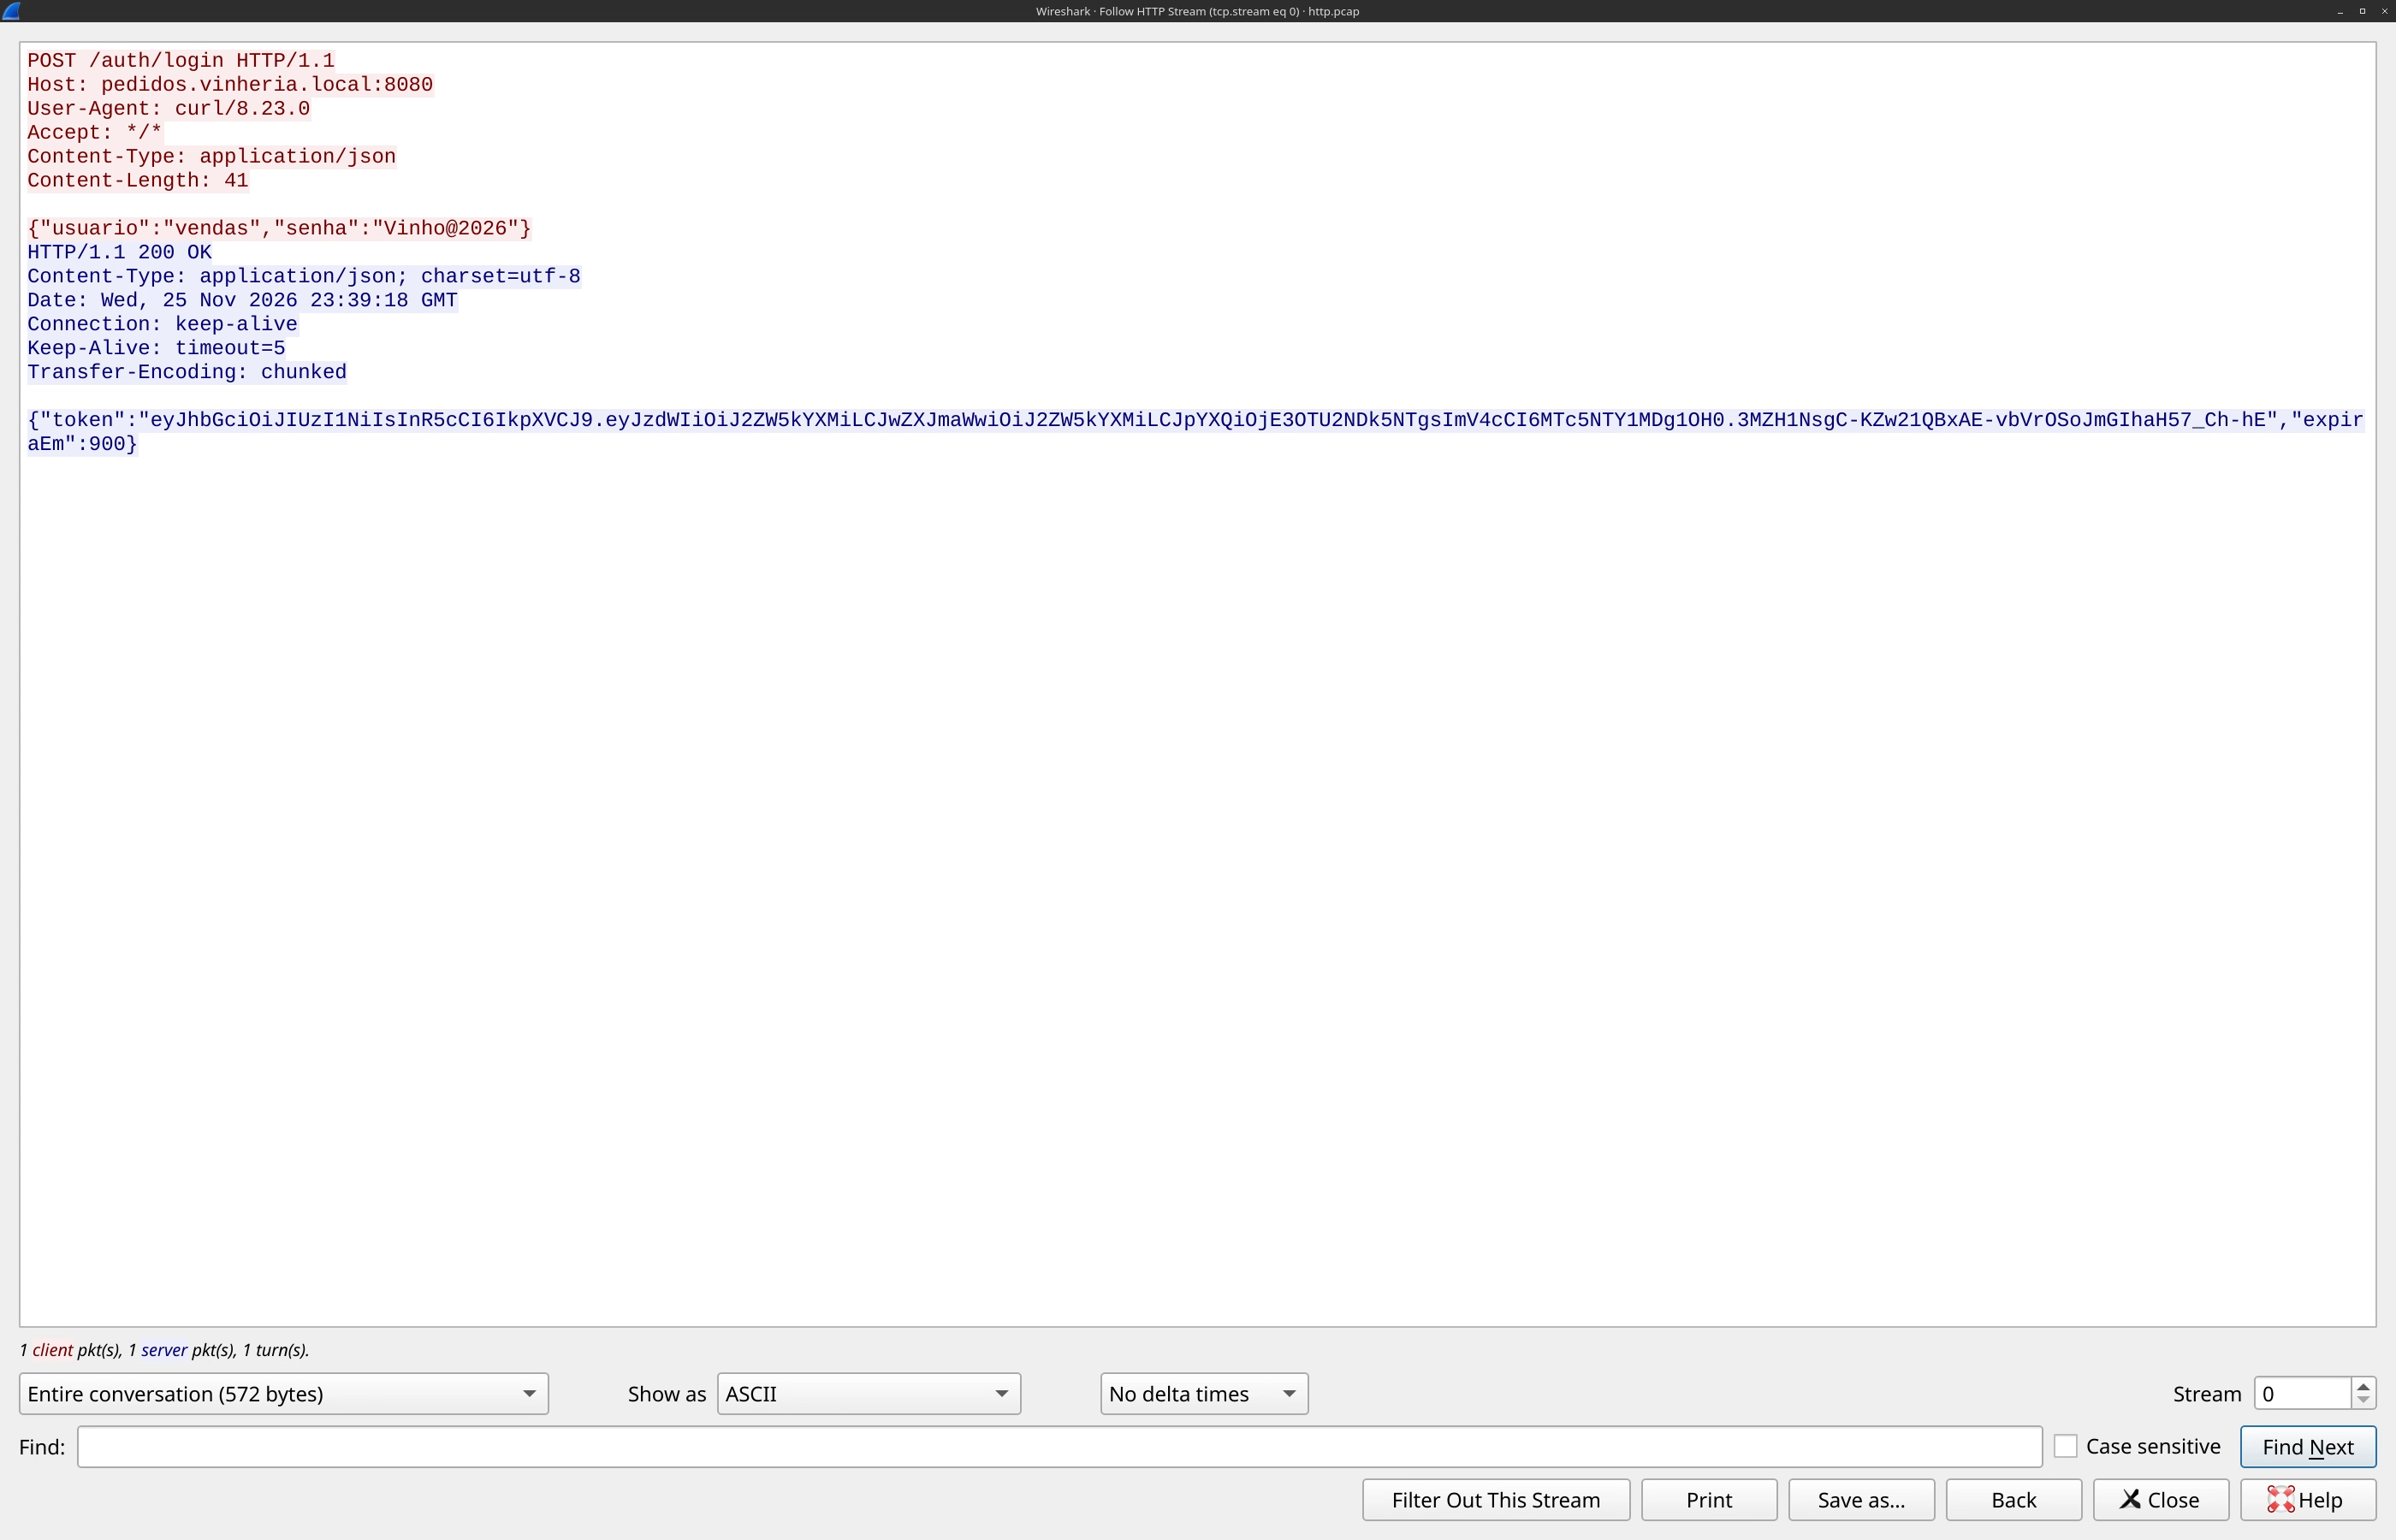 Wireshark · Follow HTTP Stream (tcp.stream eq 0) · http.pcap
POST /auth/login HTTP/1.1
Host: pedidos.vinheria.local:8080
User-Agent: curl/8.23.0
Accept: */*
Content-Type: application/json
Content-Length: 41
{"usuario":"vendas","senha":"Vinho@2026"}
HTTP/1.1 200 OK
Content-Type: application/json; charset=utf-8
Date: Wed, 25 Nov 2026 23:39:18 GMT
Connection: keep-alive
Keep-Alive: timeout=5
Transfer-Encoding: chunked
{"token":"eyJhbGciOiJIUzI1NiIsInR5cCI6IkpXVCJ9.eyJzdWIiOiJ2ZW5kYXMiLCJwZXJmaWwiOiJ2ZW5kYXMiLCJpYXQiOjE3OTU2NDk5NTgsImV4cCI6MTc5NTY1MDg1OH0.3MZH1NsgC-KZw21QBxAE-vbVrOSoJmGIhaH57_Ch-hE","expir
aEm":900}
1 client pkt(s), 1 server pkt(s), 1 turn(s).
Entire conversation (572 bytes)
Show as
ASCII
No delta times
Stream
0
Find:
Case sensitive
Find Next
Filter Out This Stream
Print
Save as…
Back
Close
Help